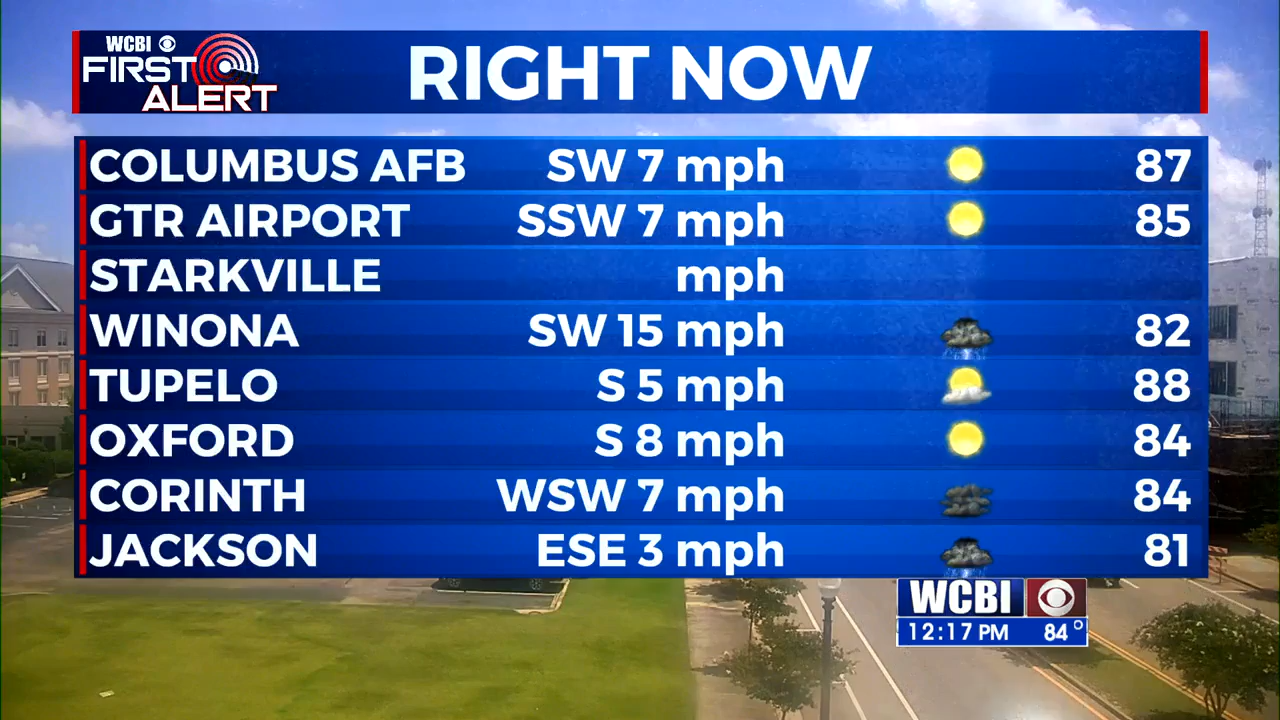 WCBI
FIRST
ALERT
RIGHT NOW
COLUMBUS AFB SW 7 mph 87
GTR AIRPORT SSW 7 mph 85
STARKVILLE mph
WINONA SW 15 mph 82
TUPELO S 5 mph 88
OXFORD S 8 mph 84
CORINTH WSW 7 mph 84
JACKSON ESE 3 mph 81
WCBI
12:17 PM 84°